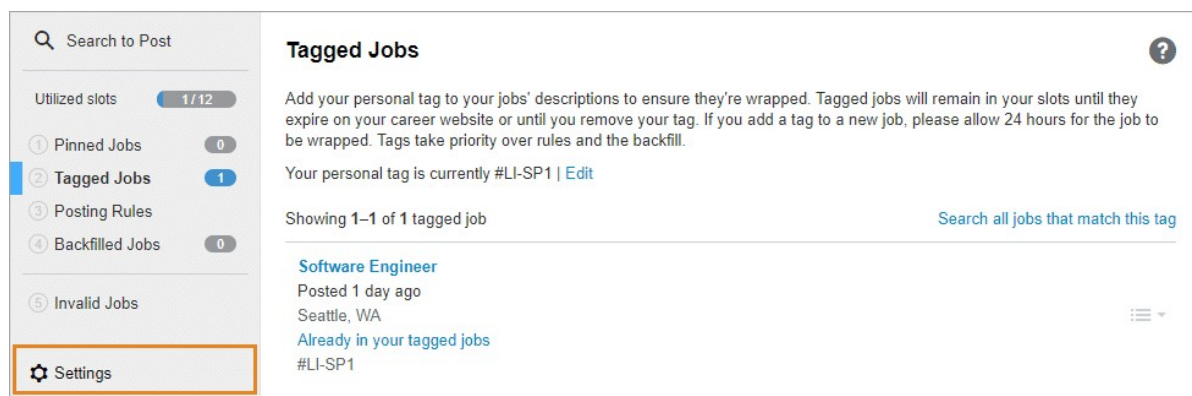 Search to Post
Utilized slots 1/12
1 Pinned Jobs 0
2 Tagged Jobs 1
3 Posting Rules
4 Backfilled Jobs 0
5 Invalid Jobs
Settings
Tagged Jobs
?
Add your personal tag to your jobs' descriptions to ensure they're wrapped. Tagged jobs will remain in your slots until they
expire on your career website or until you remove your tag. If you add a tag to a new job, please allow 24 hours for the job to
be wrapped. Tags take priority over rules and the backfill.
Your personal tag is currently #LI-SP1 | Edit
Showing 1–1 of 1 tagged job
Search all jobs that match this tag
Software Engineer
Posted 1 day ago
Seattle, WA
Already in your tagged jobs
#LI-SP1